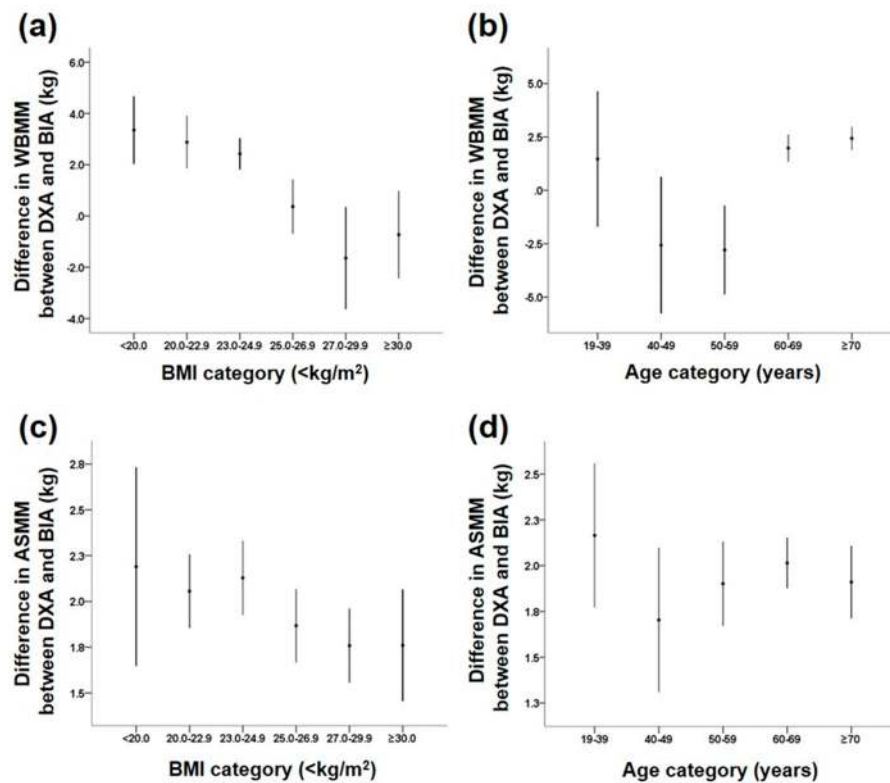 (a)
Difference in WBMM
between DXA and BIA (kg)
6.0
4.0
2.0
.0
-2.0
-4.0
<20.0 20.0-22.9 23.0-24.9 25.0-26.9 27.0-29.9 ≥30.0
BMI category (<kg/m²)
(b)
Difference in WBMM
between DXA and BIA (kg)
5.0
2.5
.0
-2.5
-5.0
19-39 40-49 50-59 60-69 ≥70
Age category (years)
(c)
Difference in ASMM
between DXA and BIA (kg)
2.8
2.5
2.3
2.0
1.8
1.5
<20.0 20.0-22.9 23.0-24.9 25.0-26.9 27.0-29.9 ≥30.0
BMI category (<kg/m²)
(d)
Difference in ASMM
between DXA and BIA (kg)
2.5
2.3
2.0
1.8
1.5
1.3
19-39 40-49 50-59 60-69 ≥70
Age category (years)